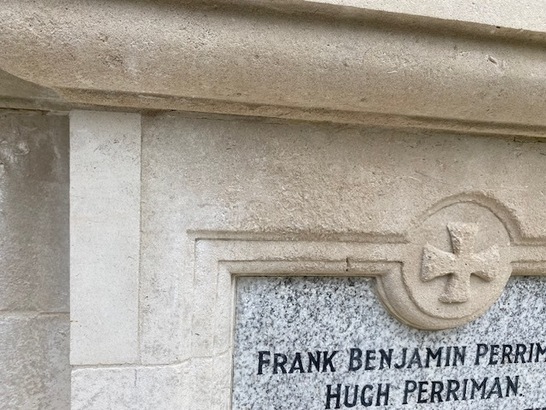 FRANK BENJAMIN PERRIM
HUGH PERRIMAN.